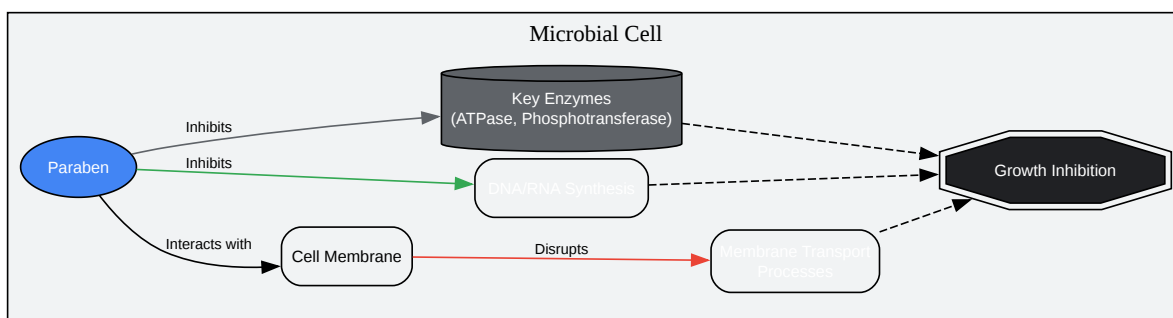 Microbial Cell
Key Enzymes
(ATPase, Phosphotransferase)
Inhibits
Paraben
Inhibits
DNA/RNA Synthesis
Growth Inhibition
Interacts with
Cell Membrane
Disrupts
Membrane Transport
Processes